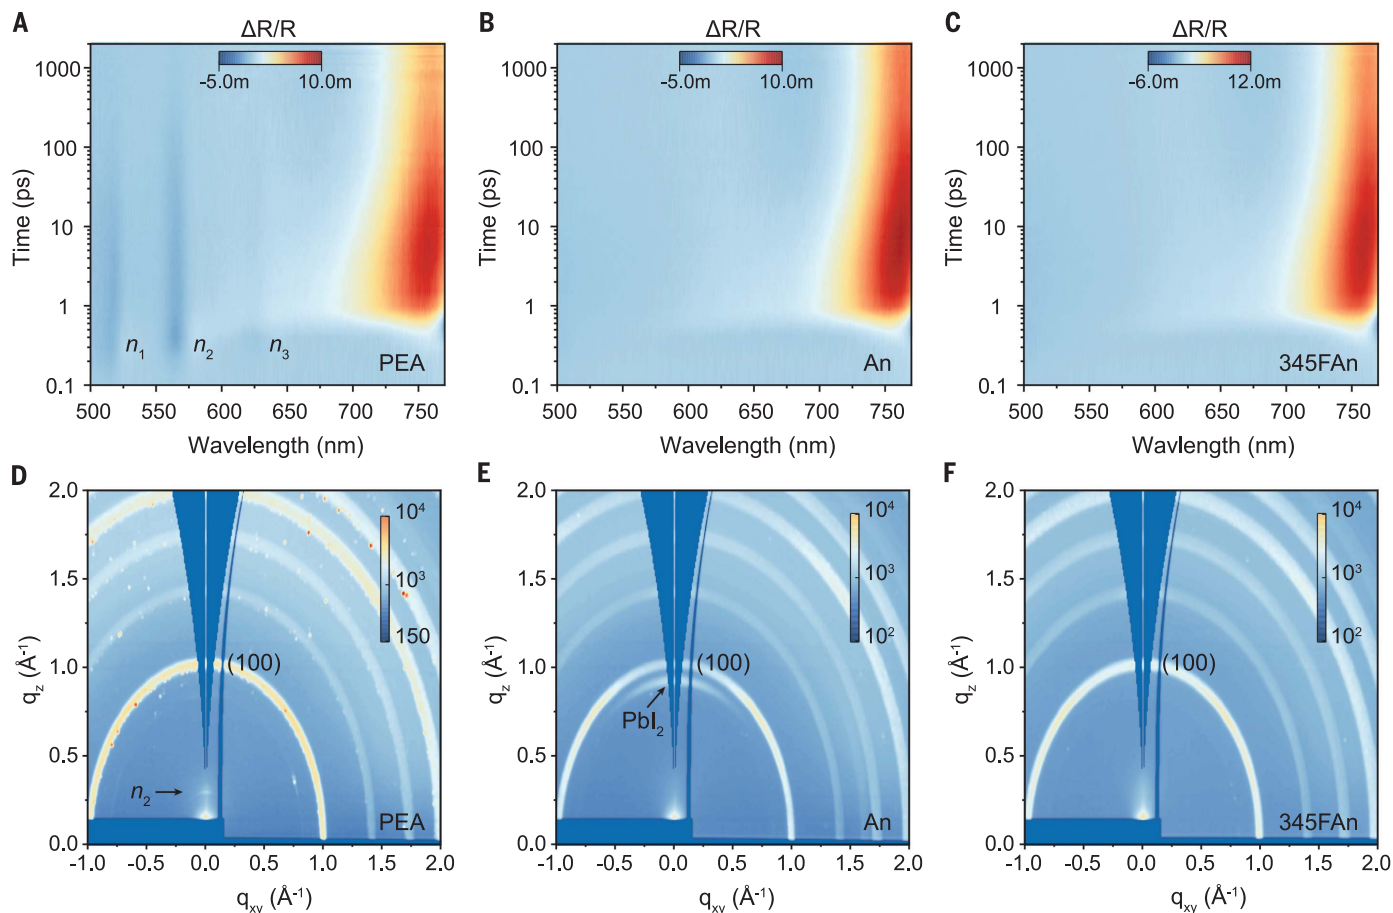 A
ΔR/R
-5.0m 10.0m
1000
100
10
1
0.1
Time (ps)
n₁ n₂ n₃ PEA
500 550 600 650 700 750
Wavelength (nm)
B
ΔR/R
-5.0m 10.0m
1000
100
10
1
0.1
Time (ps)
An
500 550 600 650 700 750
Wavelength (nm)
C
ΔR/R
-6.0m 12.0m
1000
100
10
1
0.1
Time (ps)
345FAn
500 550 600 650 700 750
Wavelength (nm)
D
2.0
1.5
1.0
0.5
0.0
q_z (Å⁻¹)
10⁴
10³
150
(100)
n₂
PEA
-1.0 -0.5 0.0 0.5 1.0 1.5 2.0
q_xy (Å⁻¹)
E
2.0
1.5
1.0
0.5
0.0
q_z (Å⁻¹)
10⁴
10³
10²
(100)
PbI₂
An
-1.0 -0.5 0.0 0.5 1.0 1.5 2.0
q_xy (Å⁻¹)
F
2.0
1.5
1.0
0.5
0.0
q_z (Å⁻¹)
10⁴
10³
10²
(100)
345FAn
-1.0 -0.5 0.0 0.5 1.0 1.5 2.0
q_xy (Å⁻¹)